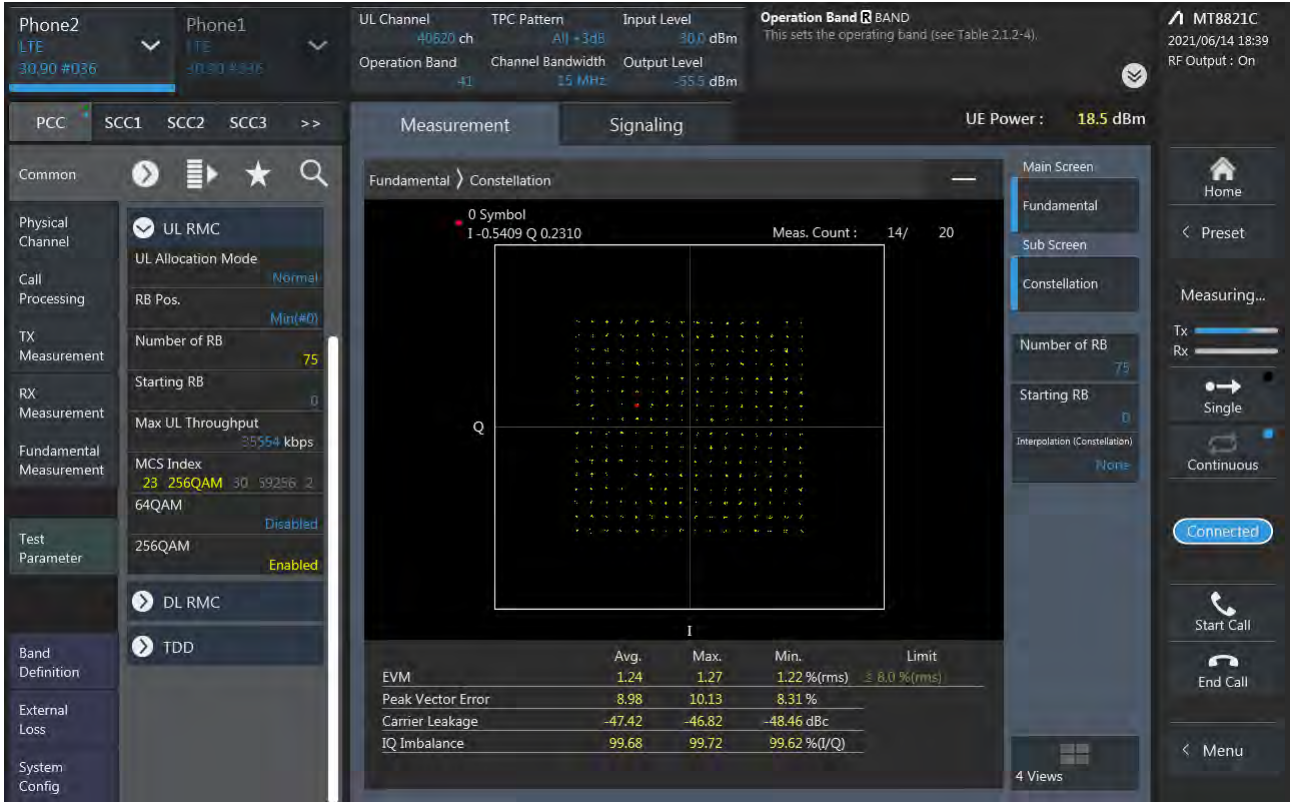 Phone2
LTE
30.90 #036
Phone1
LTE
30.90 #036
UL Channel
40620 ch
TPC Pattern
All +3dB
Input Level
30.0 dBm
Operation Band
41
Channel Bandwidth
15 MHz
Output Level
-55.5 dBm
Operation Band R BAND
This sets the operating band (see Table 2.1.2-4).
MT8821C
2021/06/14 18:39
RF Output : On
PCC SCC1 SCC2 SCC3 >>
Measurement
Signaling
UE Power : 18.5 dBm
Common
Physical
Channel
Call
Processing
TX
Measurement
RX
Measurement
Fundamental
Measurement
Test
Parameter
Band
Definition
External
Loss
System
Config
UL RMC
UL Allocation Mode
Normal
RB Pos.
Min(#0)
Number of RB
75
Starting RB
0
Max UL Throughput
35554 kbps
MCS Index
23 256QAM 30 59256 2
64QAM
Disabled
256QAM
Enabled
DL RMC
TDD
Fundamental 〉 Constellation
0 Symbol
I -0.5409 Q 0.2310
Meas. Count : 14/ 20
Q
I
Avg. Max. Min. Limit
EVM 1.24 1.27 1.22 %(rms) ≤ 8.0 %(rms)
Peak Vector Error 8.98 10.13 8.31 %
Carrier Leakage -47.42 -46.82 -48.46 dBc
IQ Imbalance 99.68 99.72 99.62 %(I/Q)
Main Screen
Fundamental
Sub Screen
Constellation
Number of RB
75
Starting RB
0
Interpolation (Constellation)
None
4 Views
Home
< Preset
Measuring...
Tx
Rx
Single
Continuous
Connected
Start Call
End Call
< Menu